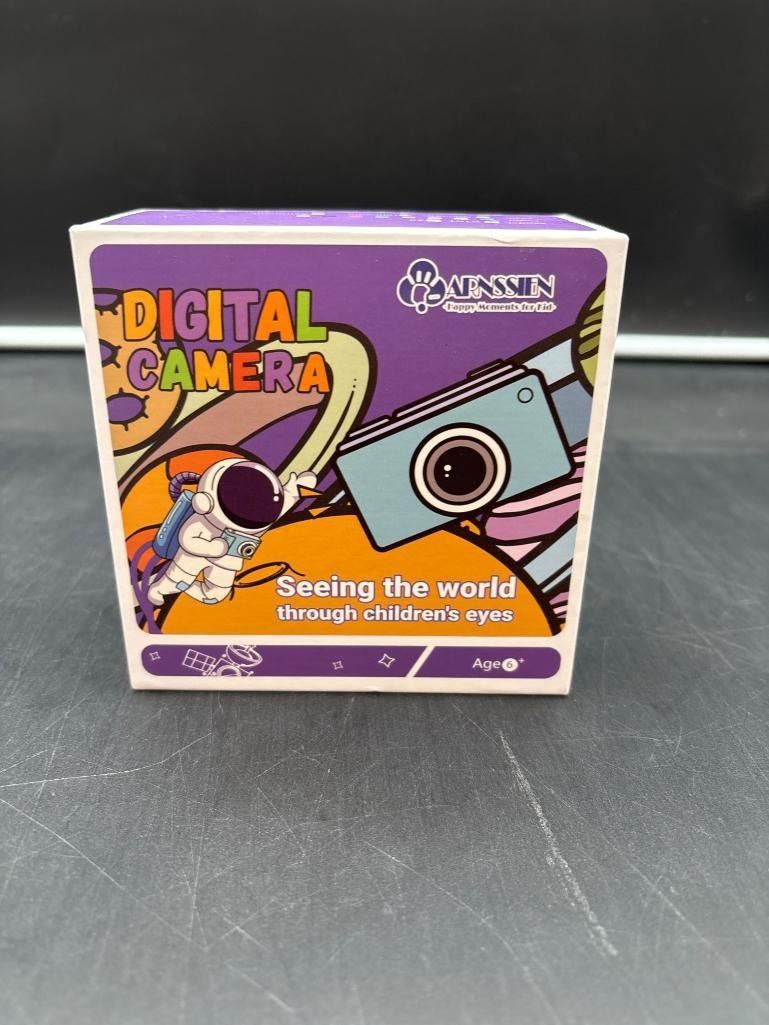 DIGITAL
CAMERA
ARNSSIEN
-Happy Moments for Kid-
Seeing the world
through children's eyes
Age 6+